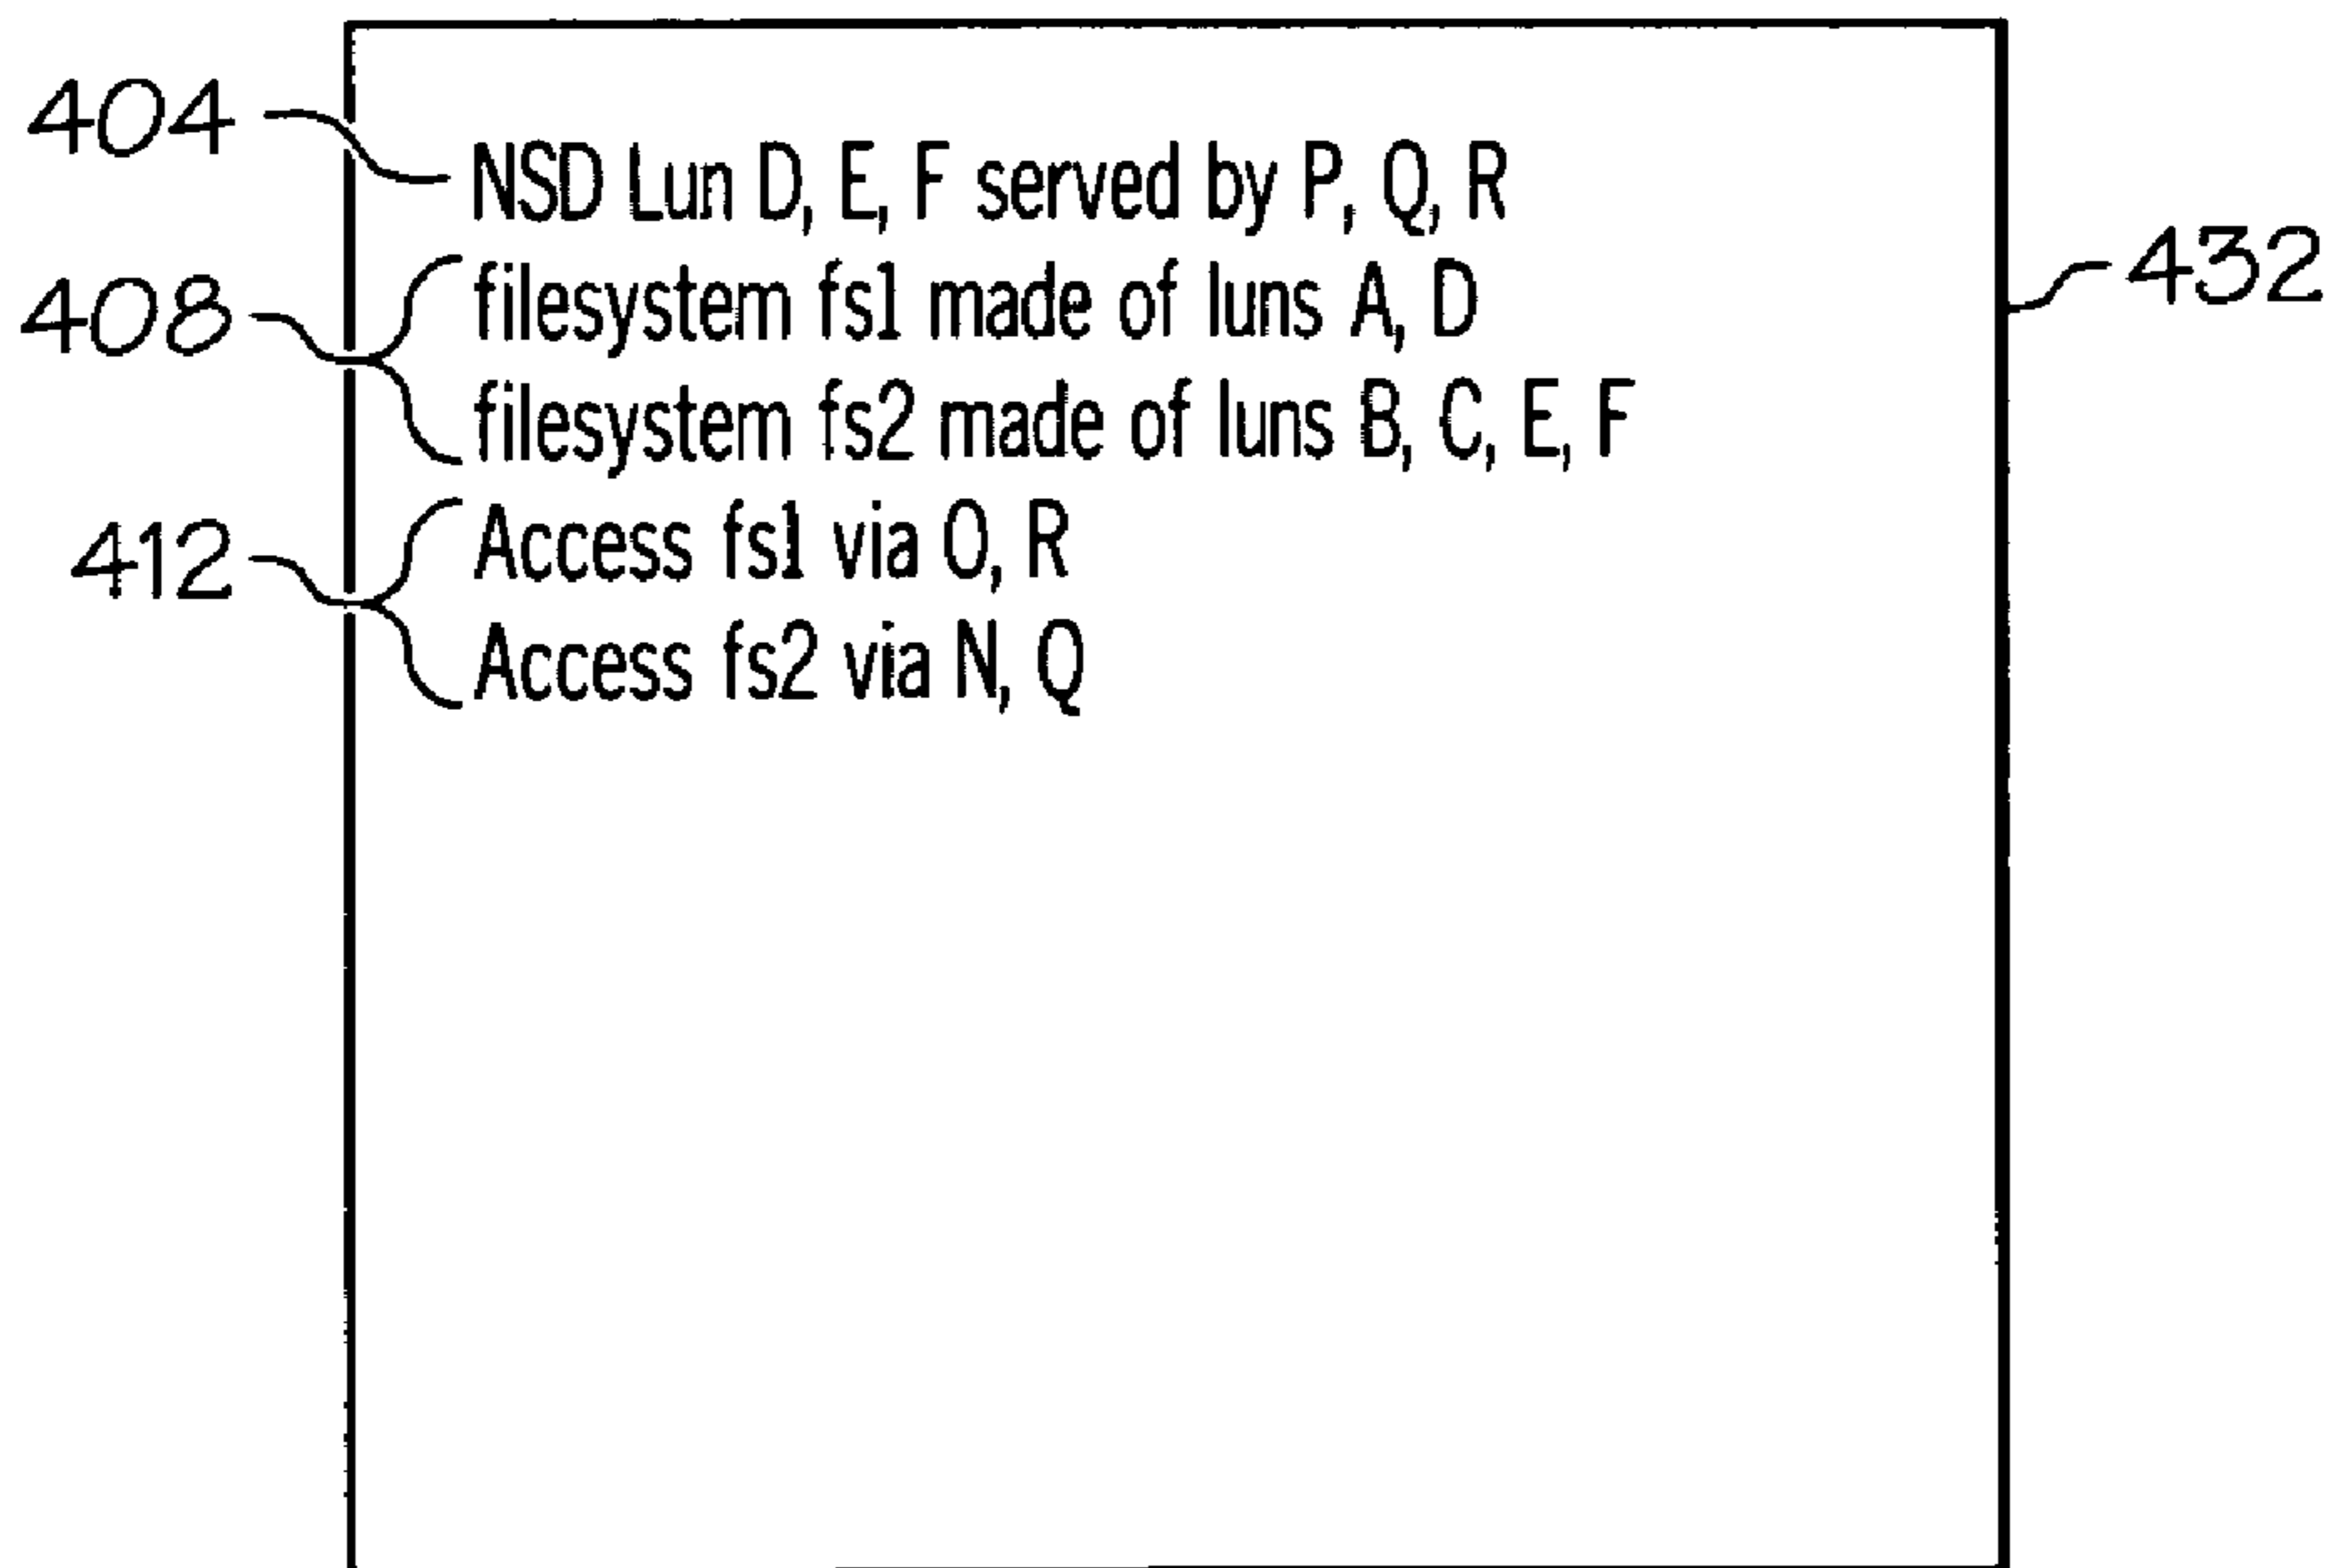 404
NSD Lun D, E, F served by P, Q, R
408
filesystem fs1 made of luns A, D
432
filesystem fs2 made of luns B, C, E, F
412
Access fs1 via O, R
Access fs2 via N, Q